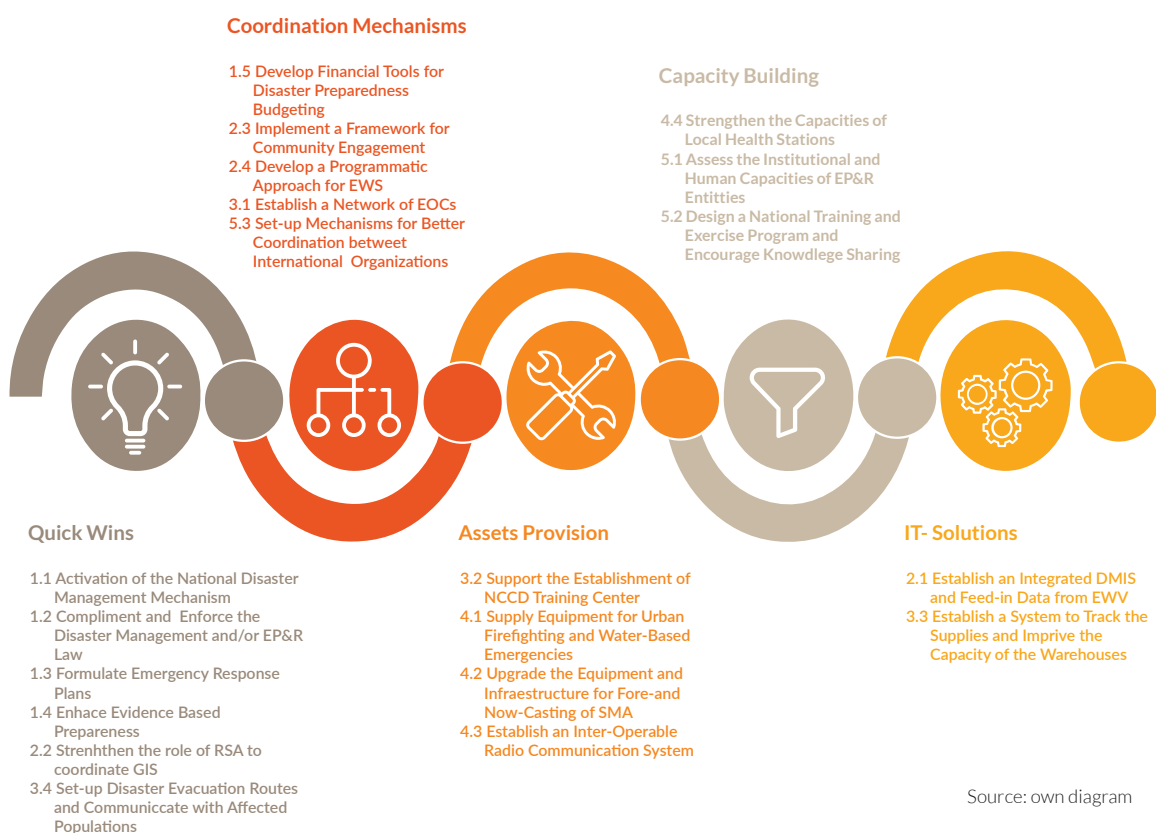 Coordination Mechanisms
1.5 Develop Financial Tools for
Disaster Preparedness
Budgeting
2.3 Implement a Framework for
Community Engagement
2.4 Develop a Programmatic
Approach for EWS
3.1 Establish a Network of EOCs
5.3 Set-up Mechanisms for Better
Coordination betweet
International Organizations
Capacity Building
4.4 Strengthen the Capacities of
Local Health Stations
5.1 Assess the Institutional and
Human Capacities of EP&R
Entitties
5.2 Design a National Training and
Exercise Program and
Encourage Knowdlege Sharing
Quick Wins
1.1 Activation of the National Disaster
Management Mechanism
1.2 Compliment and Enforce the
Disaster Management and/or EP&R
Law
1.3 Formulate Emergency Response
Plans
1.4 Enhace Evidence Based
Prepareness
2.2 Strenhthen the role of RSA to
coordinate GIS
3.4 Set-up Disaster Evacuation Routes
and Communiccate with Affected
Populations
Assets Provision
3.2 Support the Establishment of
NCCD Training Center
4.1 Supply Equipment for Urban
Firefighting and Water-Based
Emergencies
4.2 Upgrade the Equipment and
Infraestructure for Fore-and
Now-Casting of SMA
4.3 Establish an Inter-Operable
Radio Communication System
IT- Solutions
2.1 Establish an Integrated DMIS
and Feed-in Data from EWV
3.3 Establish a System to Track the
Supplies and Imprive the
Capacity of the Warehouses
Source: own diagram